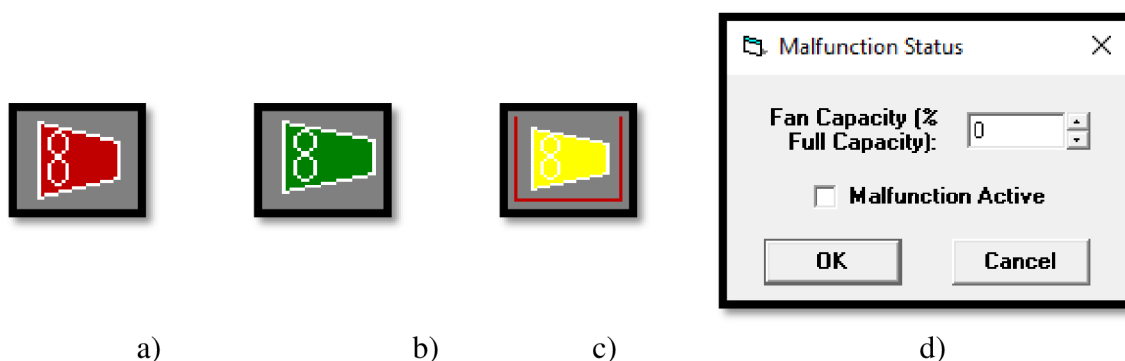 Malfunction Status
Fan Capacity (%
Full Capacity):
0
Malfunction Active
OK
Cancel
a)
b)
c)
d)